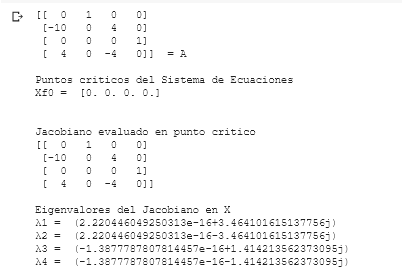 [[  0   1   0   0]
 [-10   0   4   0]
 [  0   0   0   1]
 [  4   0  -4   0]]  = A
Puntos criticos del Sistema de Ecuaciones
Xf0 =  [0. 0. 0. 0.]
Jacobiano evaluado en punto critico
[[  0   1   0   0]
 [-10   0   4   0]
 [  0   0   0   1]
 [  4   0  -4   0]]
Eigenvalores del Jacobiano en X
λ1 =  (2.220446049250313e-16+3.464101615137756j)
λ2 =  (2.220446049250313e-16-3.464101615137756j)
λ3 =  (-1.3877787807814457e-16+1.414213562373095j)
λ4 =  (-1.3877787807814457e-16-1.414213562373095j)